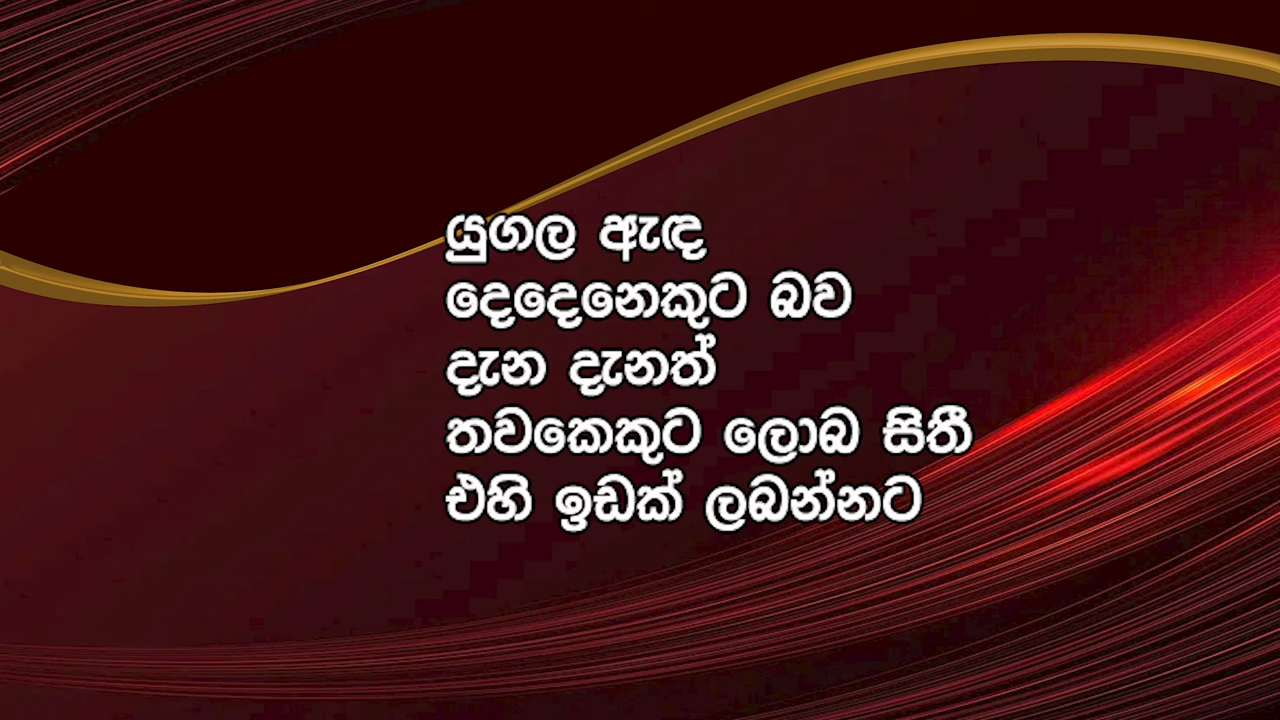 යුගල ඇඳ
දෙදෙනෙකුට බව
දැන දැනත්
තවකෙකුට ලොබ සිතී
එහි ඉඩක් ලබන්නට